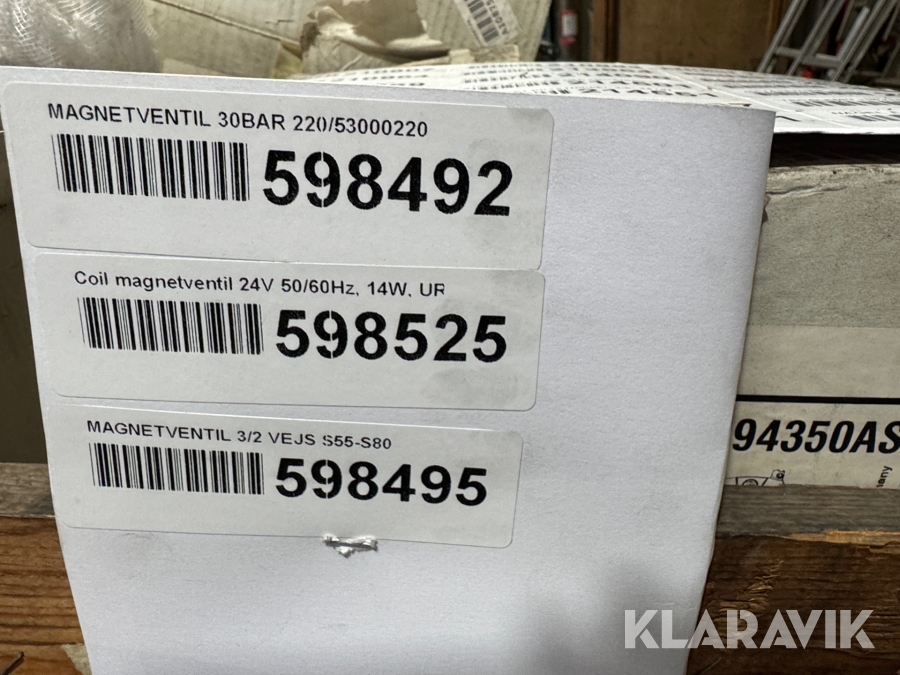 MAGNETVENTIL 30BAR 220/53000220
598492
Coil magnetventil 24V 50/60Hz, 14W, UR
598525
MAGNETVENTIL 3/2 VEJS S55-S80
598495
94350AS
KLARAVIK